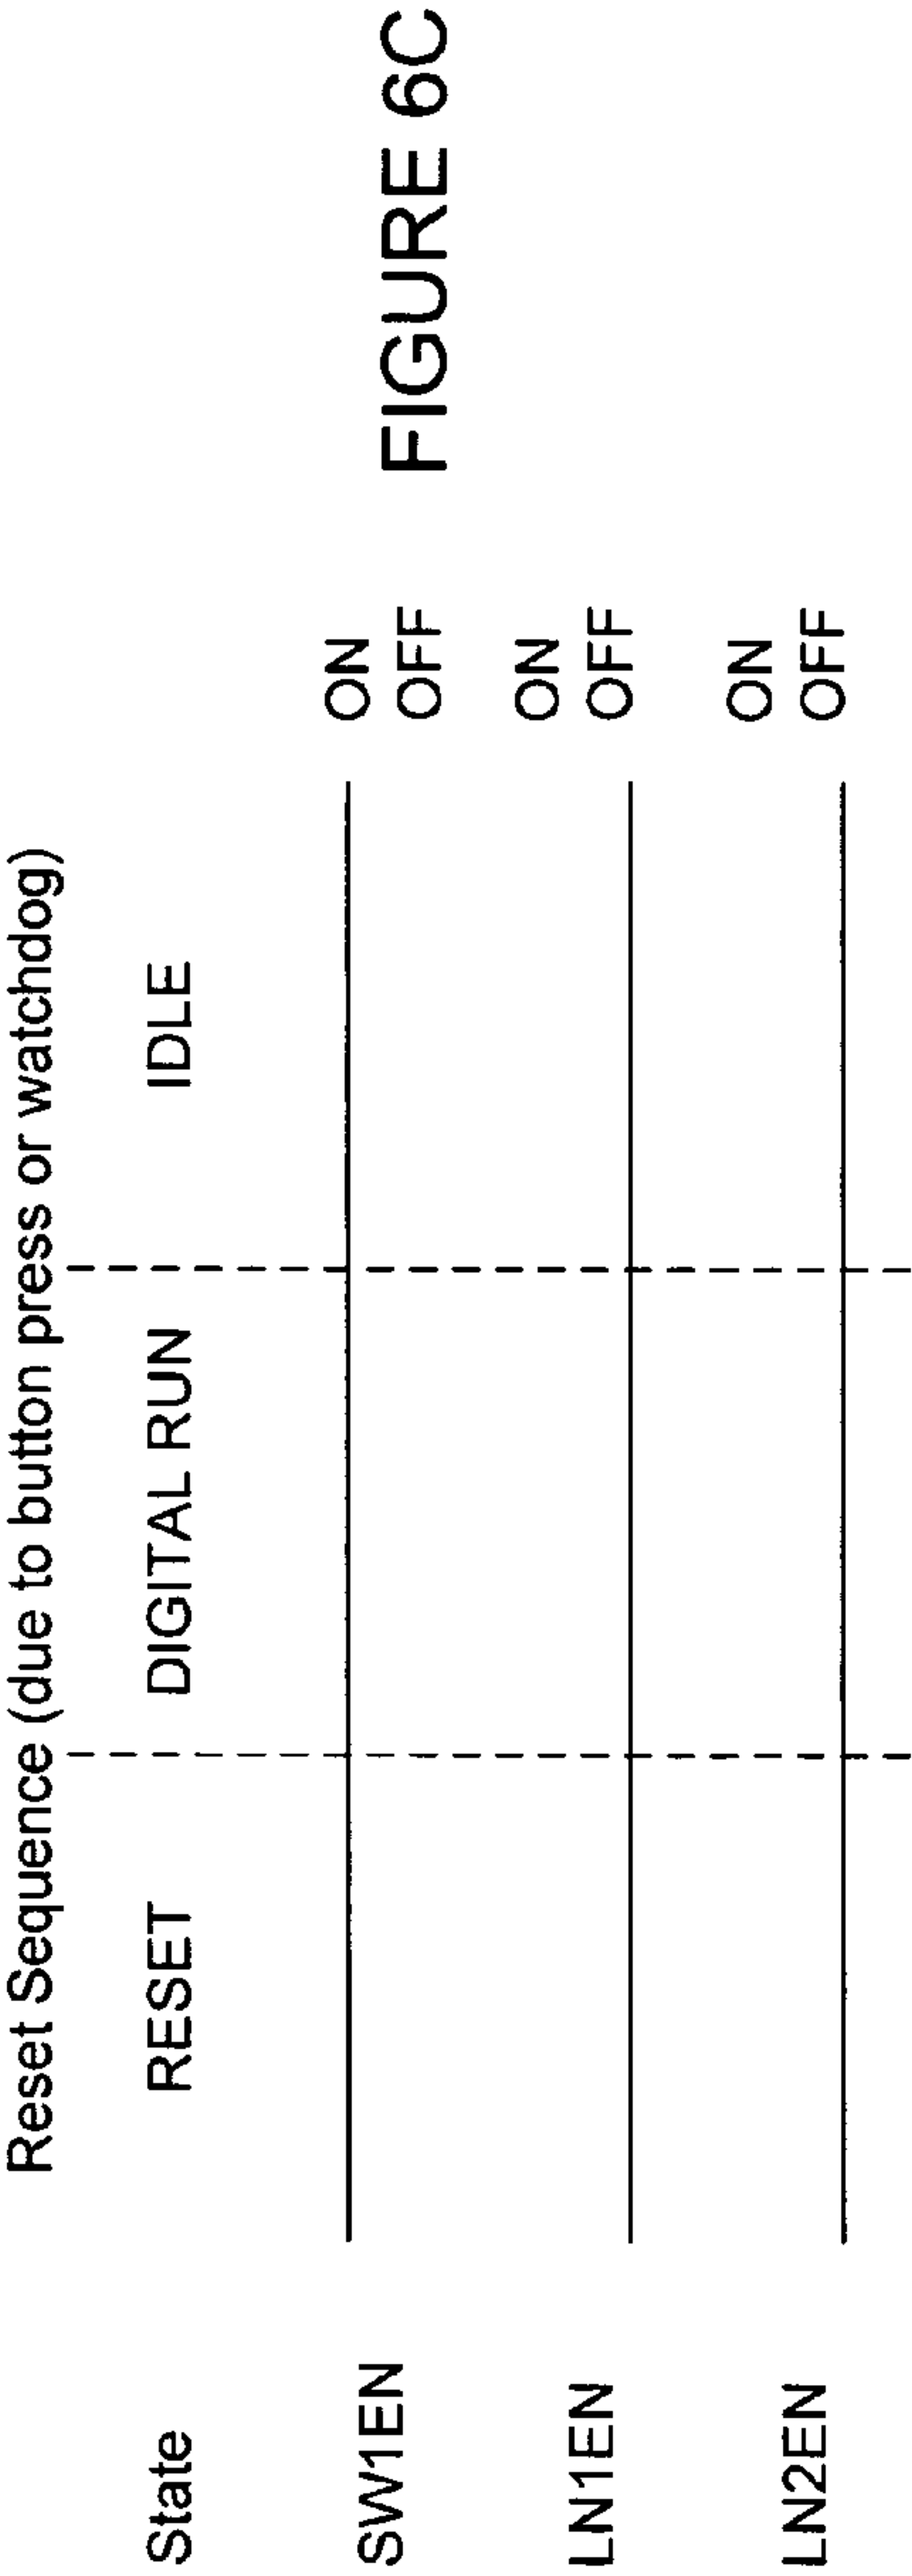 Reset Sequence (due to button press or watchdog)
State RESET DIGITAL RUN IDLE
SW1EN ON
OFF
LN1EN ON
OFF
LN2EN ON
OFF
FIGURE 6C